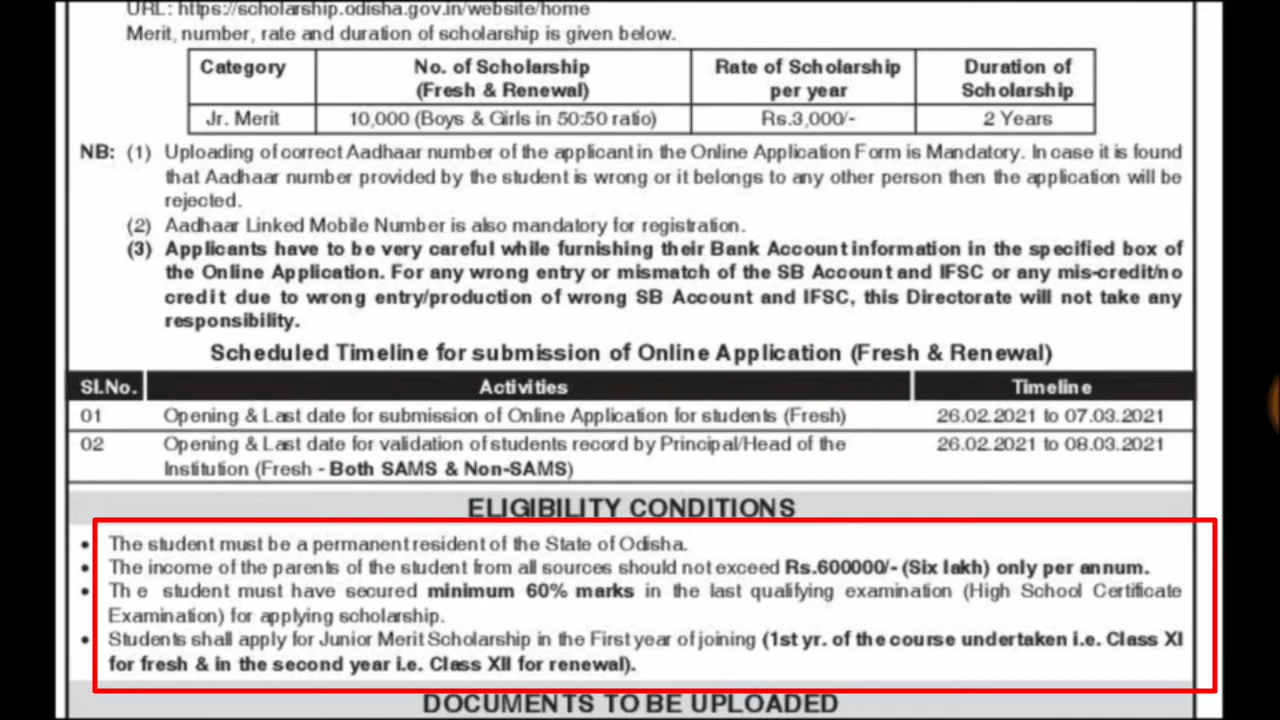 URL: https://scholarship.odisha.gov.in/website/home
Merit, number, rate and duration of scholarship is given below.
Category No. of Scholarship (Fresh & Renewal) Rate of Scholarship per year Duration of Scholarship
Jr. Merit 10,000 (Boys & Girls in 50:50 ratio) Rs.3,000/- 2 Years
NB: (1) Uploading of correct Aadhaar number of the applicant in the Online Application Form is Mandatory. In case it is found
that Aadhaar number provided by the student is wrong or it belongs to any other person then the application will be
rejected.
(2) Aadhaar Linked Mobile Number is also mandatory for registration.
(3) Applicants have to be very careful while furnishing their Bank Account information in the specified box of
the Online Application. For any wrong entry or mismatch of the SB Account and IFSC or any mis-credit/no
credit due to wrong entry/production of wrong SB Account and IFSC, this Directorate will not take any
responsibility.
Scheduled Timeline for submission of Online Application (Fresh & Renewal)
Sl.No. Activities Timeline
01 Opening & Last date for submission of Online Application for students (Fresh) 26.02.2021 to 07.03.2021
02 Opening & Last date for validation of students record by Principal/Head of the 26.02.2021 to 08.03.2021
Institution (Fresh - Both SAMS & Non-SAMS)
ELIGIBILITY CONDITIONS
• The student must be a permanent resident of the State of Odisha.
• The income of the parents of the student from all sources should not exceed Rs.600000/- (Six lakh) only per annum.
• The student must have secured minimum 60% marks in the last qualifying examination (High School Certificate
Examination) for applying scholarship.
• Students shall apply for Junior Merit Scholarship in the First year of joining (1st yr. of the course undertaken i.e. Class XI
for fresh & in the second year i.e. Class XII for renewal).
DOCUMENTS TO BE UPLOADED